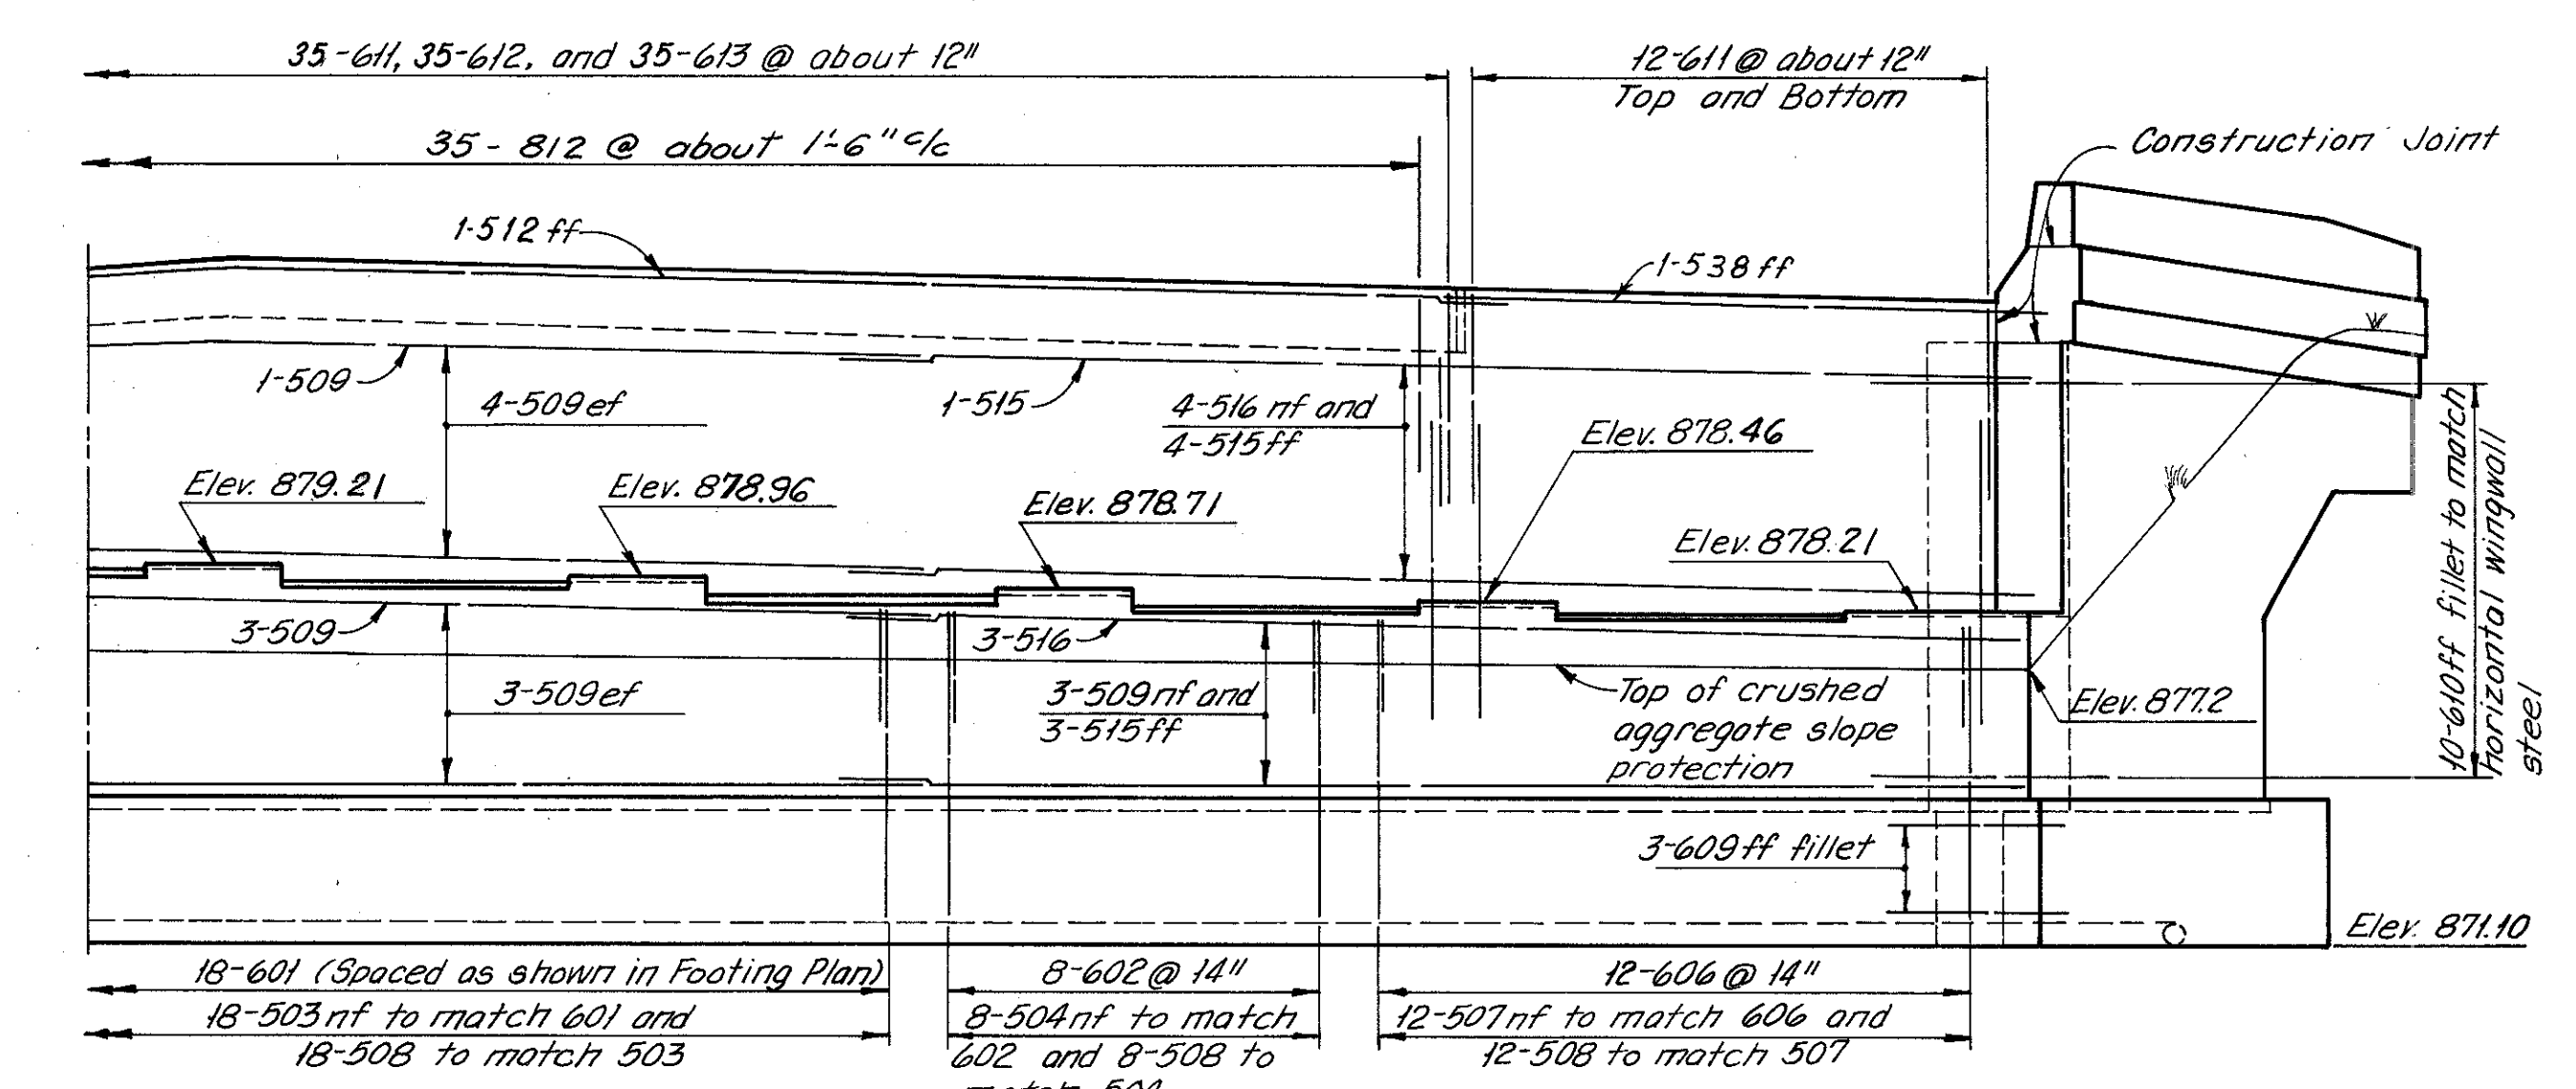 35-611, 35-612, and 35-613 @ about 12"
12-611 @ about 12"
Top and Bottom
35 - 812 @ about 1'-6" c/c
Construction Joint
1-512 ff
1-538 ff
1-509
4-509 ef
1-515
4-516 nf and
4-515 ff
Elev. 878.46
Elev. 879.21
Elev. 878.96
Elev. 878.71
Elev. 878.21
10-610ff fillet to match
horizontal wingwall
steel
3-509
3-516
3-509 ef
3-509 nf and
3-515 ff
Top of crushed
aggregate slope
protection
Elev. 877.2
3-609 ff fillet
Elev. 871.10
18-601 (Spaced as shown in Footing Plan)
18-503 nf to match 601 and
18-508 to match 503
8-602 @ 14"
8-504 nf to match
602 and 8-508 to
match 504
12-606 @ 14"
12-507 nf to match 606 and
12-508 to match 507